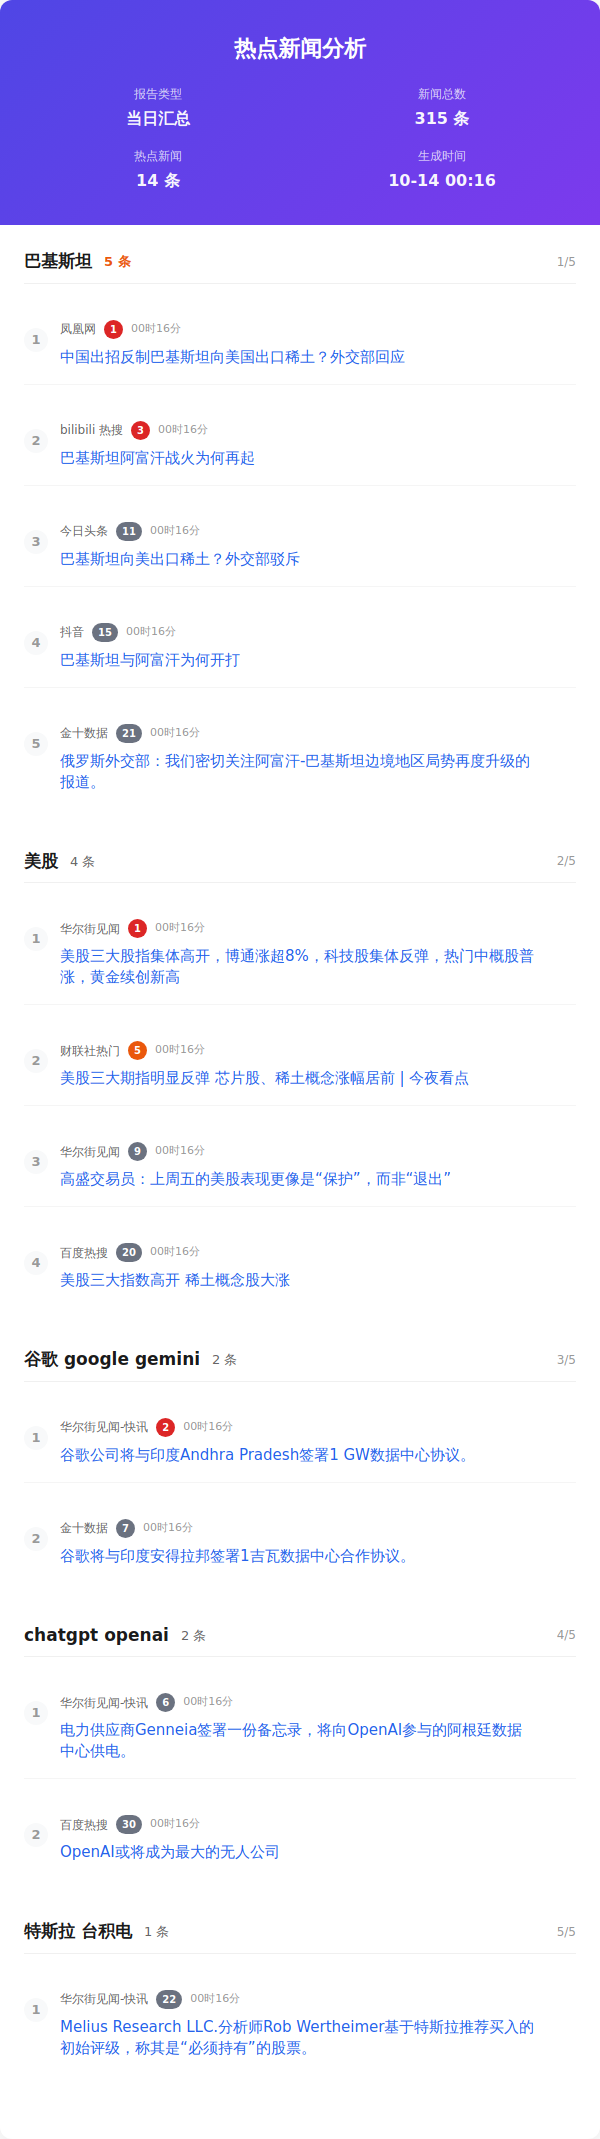 热点新闻分析
报告类型
新闻总数
当日汇总
315 条
热点新闻
生成时间
14 条
10-14 00:16
巴基斯坦 5 条 1/5
1 凤凰网 1 00时16分
中国出招反制巴基斯坦向美国出口稀土？外交部回应
2 bilibili 热搜 3 00时16分
巴基斯坦阿富汗战火为何再起
3 今日头条 11 00时16分
巴基斯坦向美出口稀土？外交部驳斥
4 抖音 15 00时16分
巴基斯坦与阿富汗为何开打
5 金十数据 21 00时16分
俄罗斯外交部：我们密切关注阿富汗-巴基斯坦边境地区局势再度升级的
报道。
美股 4 条 2/5
1 华尔街见闻 1 00时16分
美股三大股指集体高开，博通涨超8%，科技股集体反弹，热门中概股普
涨，黄金续创新高
2 财联社热门 5 00时16分
美股三大期指明显反弹 芯片股、稀土概念涨幅居前 | 今夜看点
3 华尔街见闻 9 00时16分
高盛交易员：上周五的美股表现更像是“保护”，而非“退出”
4 百度热搜 20 00时16分
美股三大指数高开 稀土概念股大涨
谷歌 google gemini 2 条 3/5
1 华尔街见闻-快讯 2 00时16分
谷歌公司将与印度Andhra Pradesh签署1 GW数据中心协议。
2 金十数据 7 00时16分
谷歌将与印度安得拉邦签署1吉瓦数据中心合作协议。
chatgpt openai 2 条 4/5
1 华尔街见闻-快讯 6 00时16分
电力供应商Genneia签署一份备忘录，将向OpenAI参与的阿根廷数据
中心供电。
2 百度热搜 30 00时16分
OpenAI或将成为最大的无人公司
特斯拉 台积电 1 条 5/5
1 华尔街见闻-快讯 22 00时16分
Melius Research LLC.分析师Rob Wertheimer基于特斯拉推荐买入的
初始评级，称其是“必须持有”的股票。